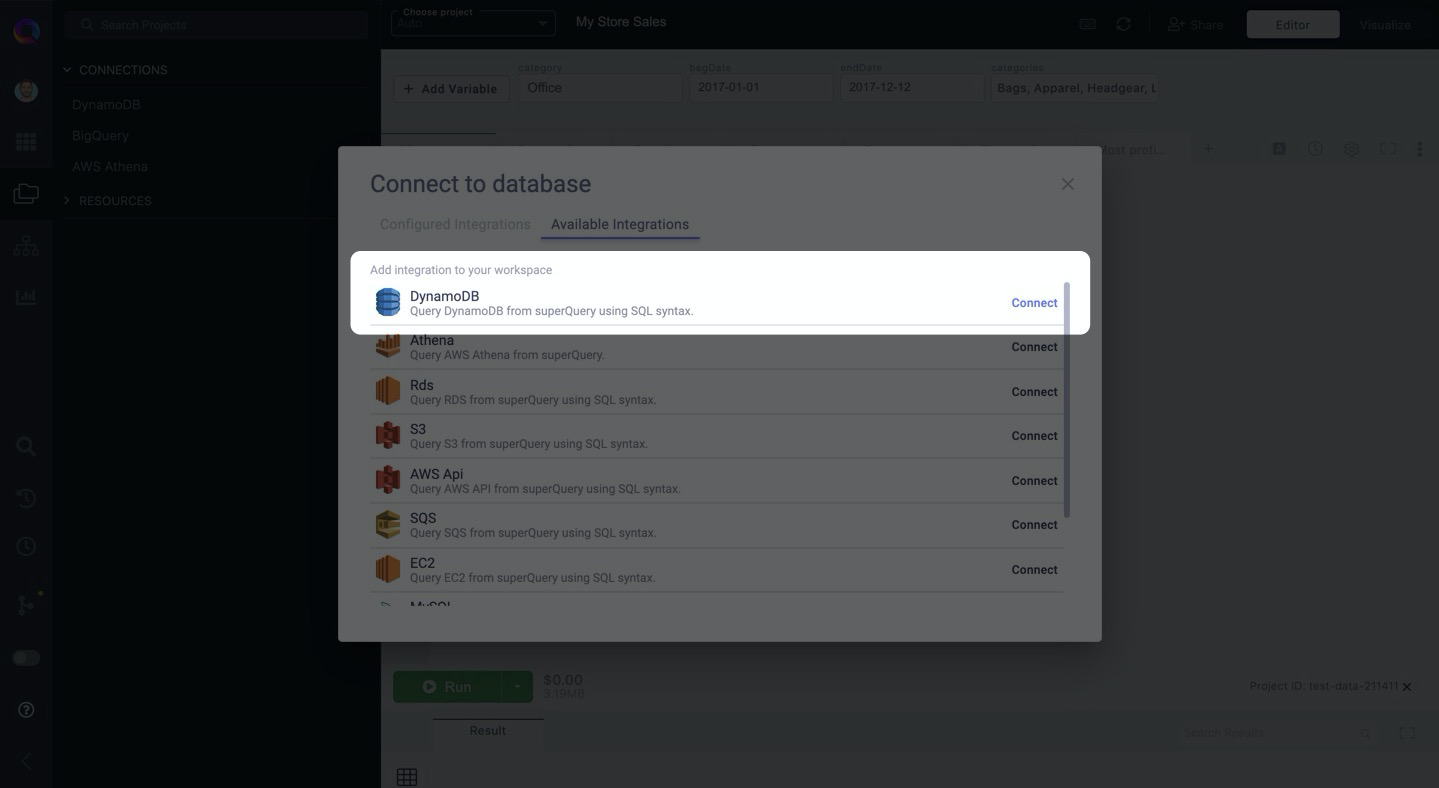 Search Projects
CONNECTIONS
DynamoDB
BigQuery
AWS Athena
RESOURCES
Choose project
Auto
My Store Sales
Share
Editor
Visualize
+ Add Variable
category
Office
begDate
2017-01-01
endDate
2017-12-12
categories
Bags, Apparel, Headgear, L
Most profi...
+
Connect to database
Configured Integrations
Available Integrations
Add integration to your workspace
DynamoDB
Query DynamoDB from superQuery using SQL syntax.
Connect
Athena
Query AWS Athena from superQuery.
Connect
Rds
Query RDS from superQuery using SQL syntax.
Connect
S3
Query S3 from superQuery using SQL syntax.
Connect
AWS Api
Query AWS API from superQuery using SQL syntax.
Connect
SQS
Query SQS from superQuery using SQL syntax.
Connect
EC2
Query EC2 from superQuery using SQL syntax.
Connect
MySQL
Run
$0.00
3.19MB
Project ID: test-data-211411
Result
Search Results